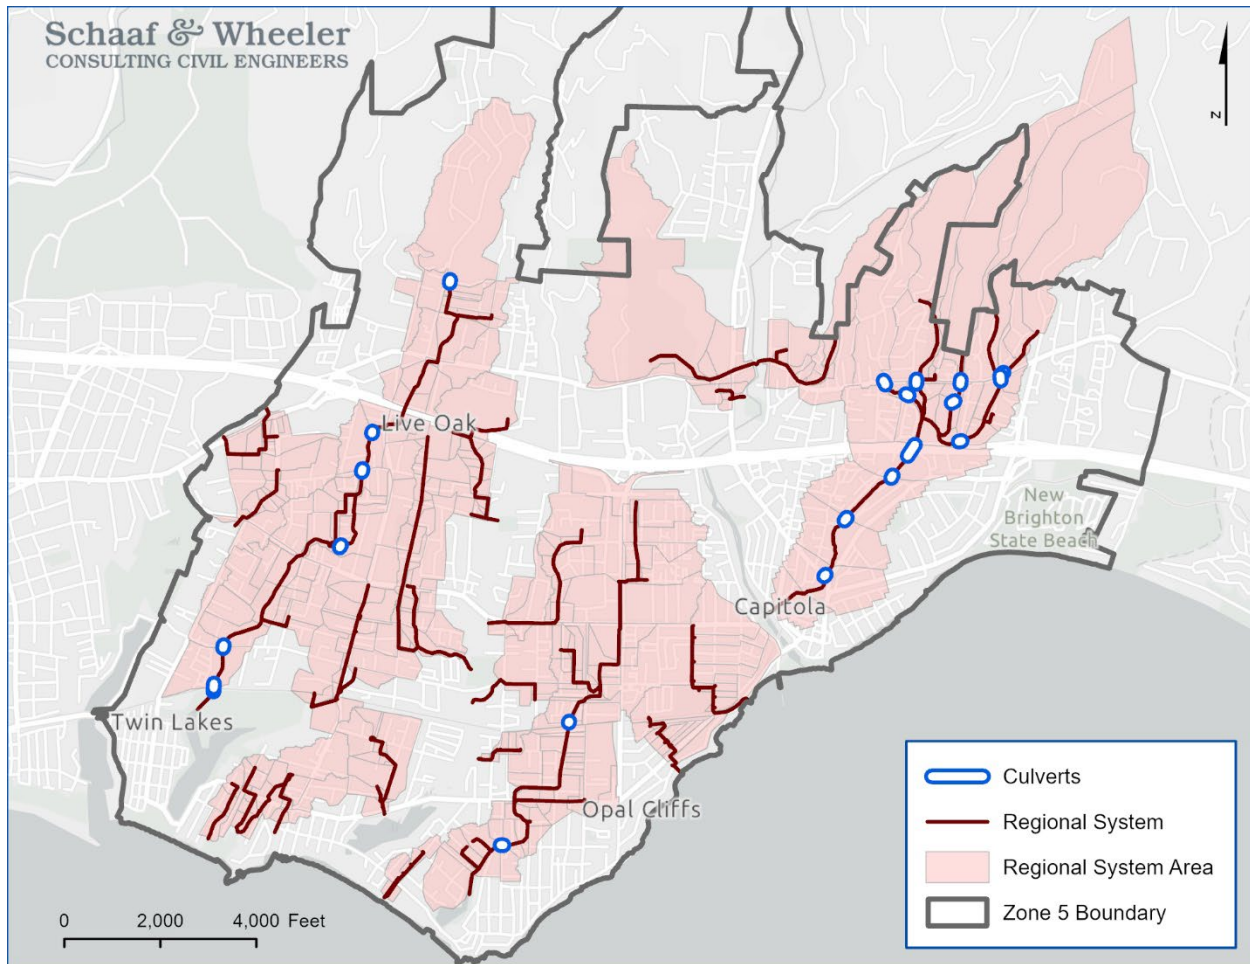 Schaaf & Wheeler
CONSULTING CIVIL ENGINEERS
N
Live Oak
New
Brighton
State Beach
Capitola
Twin Lakes
Opal Cliffs
0 2,000 4,000 Feet
Culverts
Regional System
Regional System Area
Zone 5 Boundary